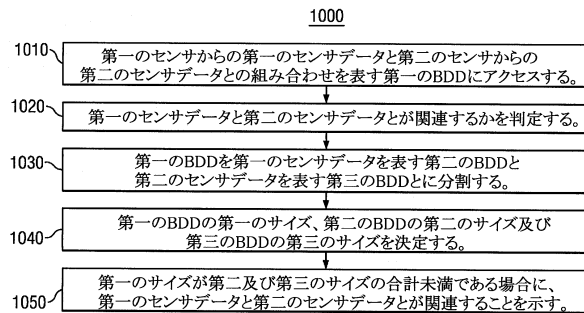 1000
1010
第一のセンサからの第一のセンサデータと第二のセンサからの
第二のセンサデータとの組み合わせを表す第一のBDDにアクセスする。
1020
第一のセンサデータと第二のセンサデータとが関連するかを判定する。
1030
第一のBDDを第一のセンサデータを表す第二のBDDと
第二のセンサデータを表す第三のBDDとに分割する。
1040
第一のBDDの第一のサイズ、第二のBDDの第二のサイズ及び
第三のBDDの第三のサイズを決定する。
1050
第一のサイズが第二及び第三のサイズの合計未満である場合に、
第一のセンサデータと第二のセンサデータとが関連することを示す。